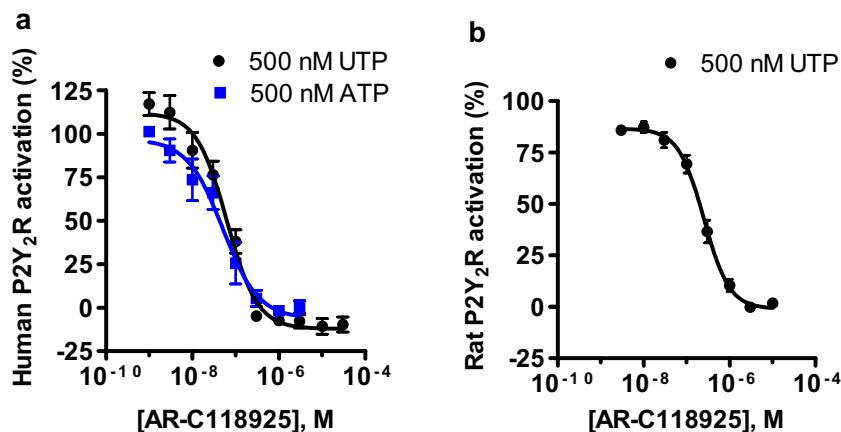 a
500 nM UTP
500 nM ATP
Human P2Y₂R activation (%)
125
100
75
50
25
0
-25
10⁻¹⁰ 10⁻⁸ 10⁻⁶ 10⁻⁴
[AR-C118925], M
b
500 nM UTP
Rat P2Y₂R activation (%)
100
75
50
25
0
-25
10⁻¹⁰ 10⁻⁸ 10⁻⁶ 10⁻⁴
[AR-C118925], M